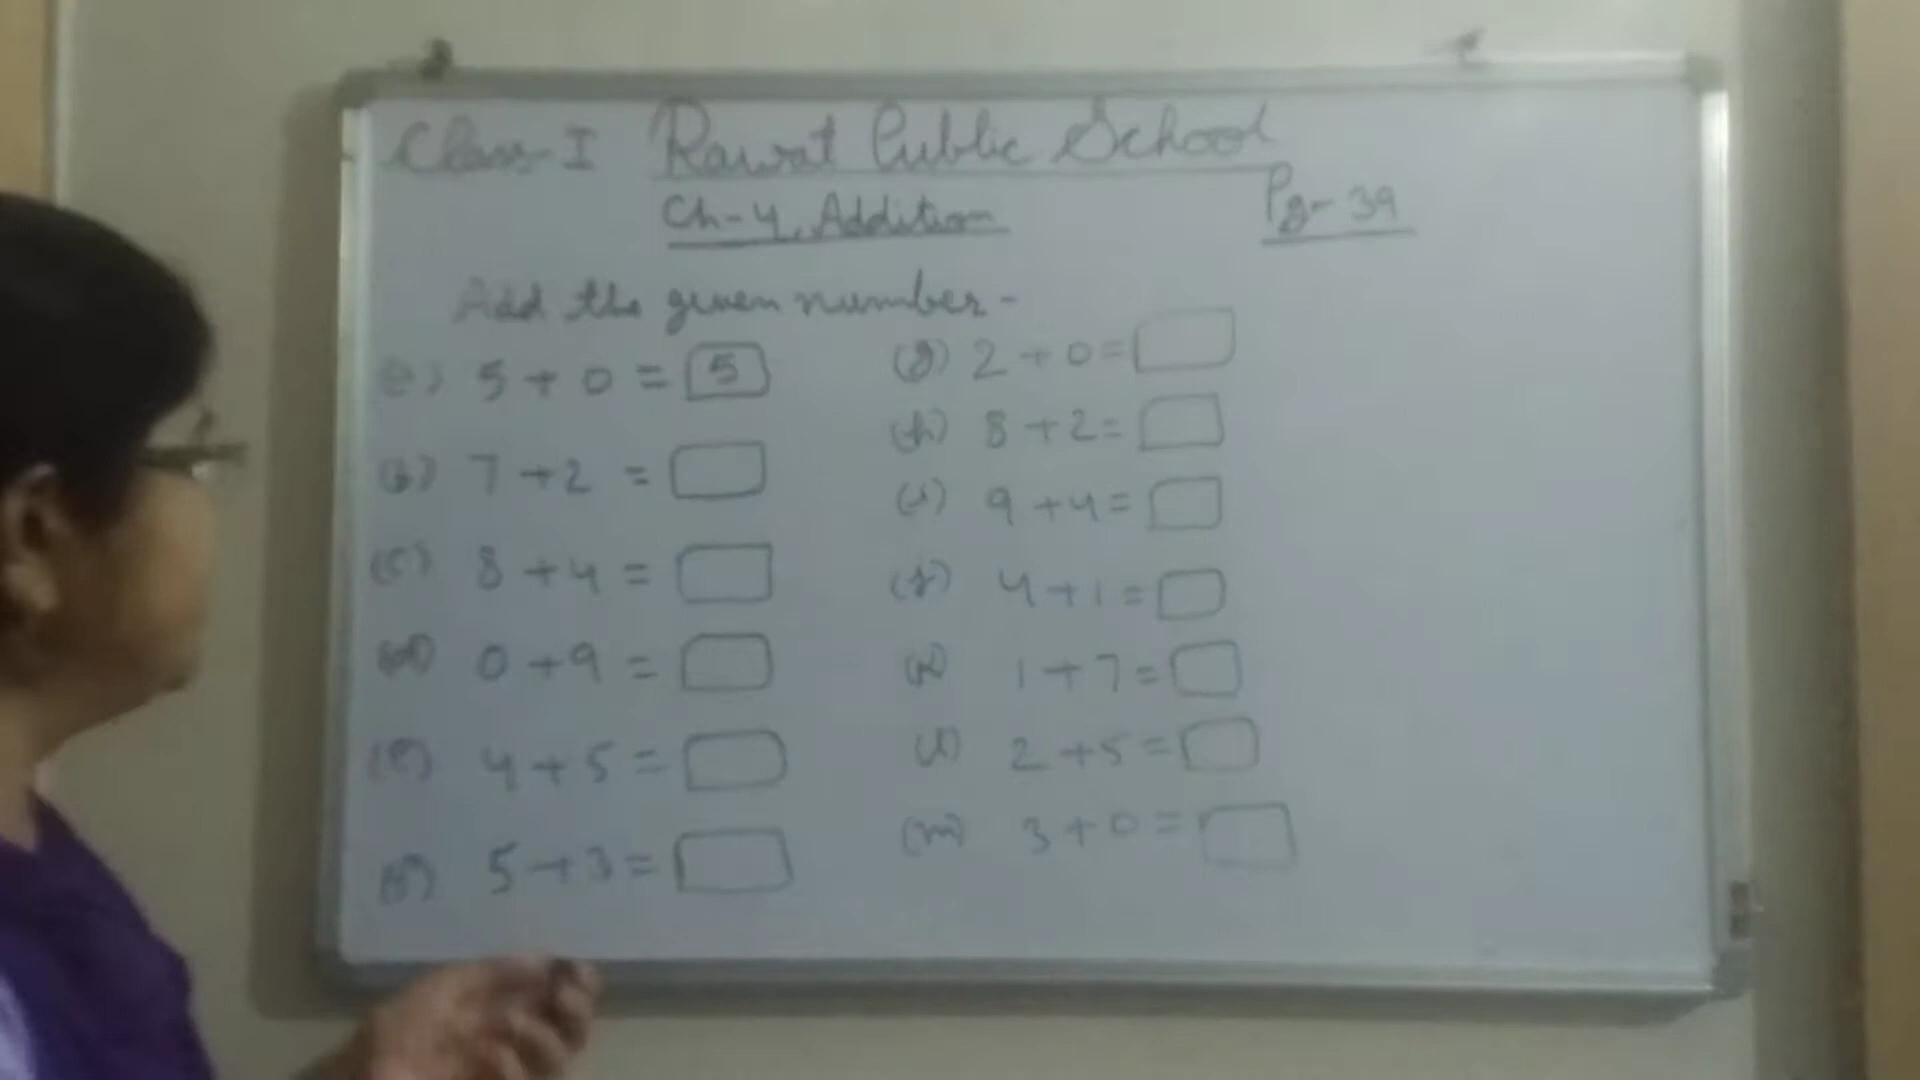 Class-I Rawat Public School
Ch-4, Addition
Pg-39
Add the given number-
(a) 5+0=5
(b) 7+2=
(c) 8+4=
(d) 0+9=
(e) 4+5=
(f) 5+3=
(g) 2+0=
(h) 8+2=
(i) 9+4=
(j) 4+1=
(k) 1+7=
(l) 2+5=
(m) 3+0=